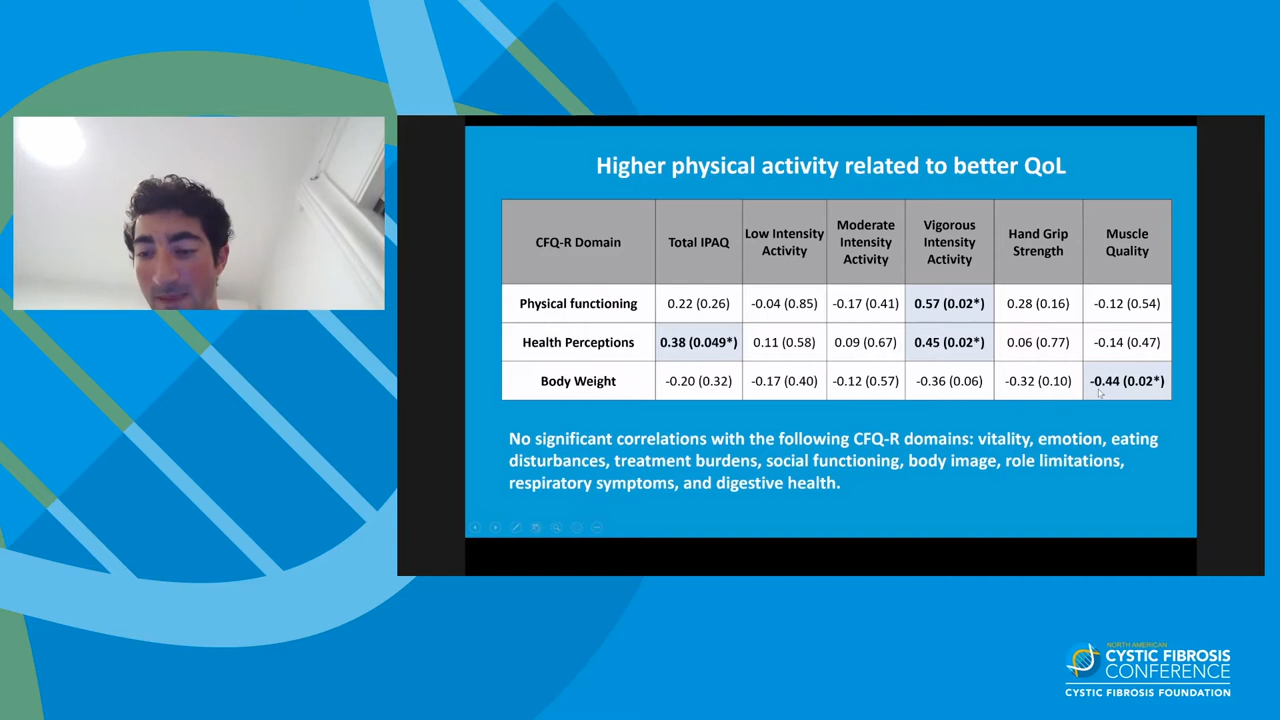 Higher physical activity related to better QoL
CFQ-R Domain
Total IPAQ
Low Intensity
Activity
Moderate
Intensity
Activity
Vigorous
Intensity
Activity
Hand Grip
Strength
Muscle
Quality
Physical functioning
0.22 (0.26)
-0.04 (0.85)
-0.17 (0.41)
0.57 (0.02*)
0.28 (0.16)
-0.12 (0.54)
Health Perceptions
0.38 (0.049*)
0.11 (0.58)
0.09 (0.67)
0.45 (0.02*)
0.06 (0.77)
-0.14 (0.47)
Body Weight
-0.20 (0.32)
-0.17 (0.40)
-0.12 (0.57)
-0.36 (0.06)
-0.32 (0.10)
-0.44 (0.02*)
No significant correlations with the following CFQ-R domains: vitality, emotion, eating
disturbances, treatment burdens, social functioning, body image, role limitations,
respiratory symptoms, and digestive health.
NORTH AMERICAN
CYSTIC FIBROSIS
CONFERENCE
CYSTIC FIBROSIS FOUNDATION